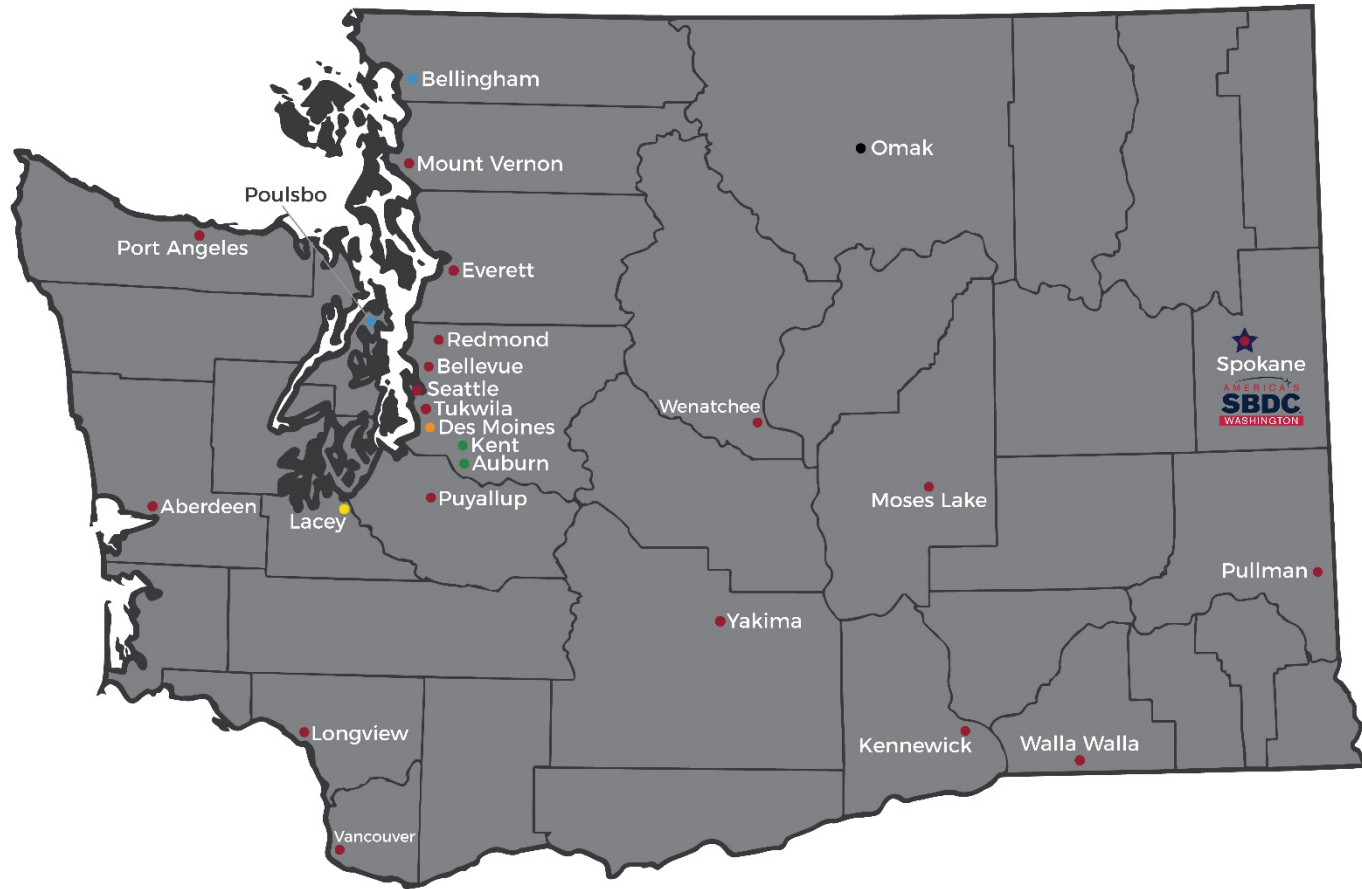 Bellingham
Omak
Mount Vernon
Poulsbo
Port Angeles
Everett
Redmond
Spokane
Bellevue
AMERICA'S
Seattle
SBDC
Tukwila
Wenatchee
WASHINGTON
Des Moines
Kent
Auburn
Puyallup
Moses Lake
Aberdeen
Lacey
Pullman
Yakima
Longview
Kennewick
Walla Walla
Vancouver